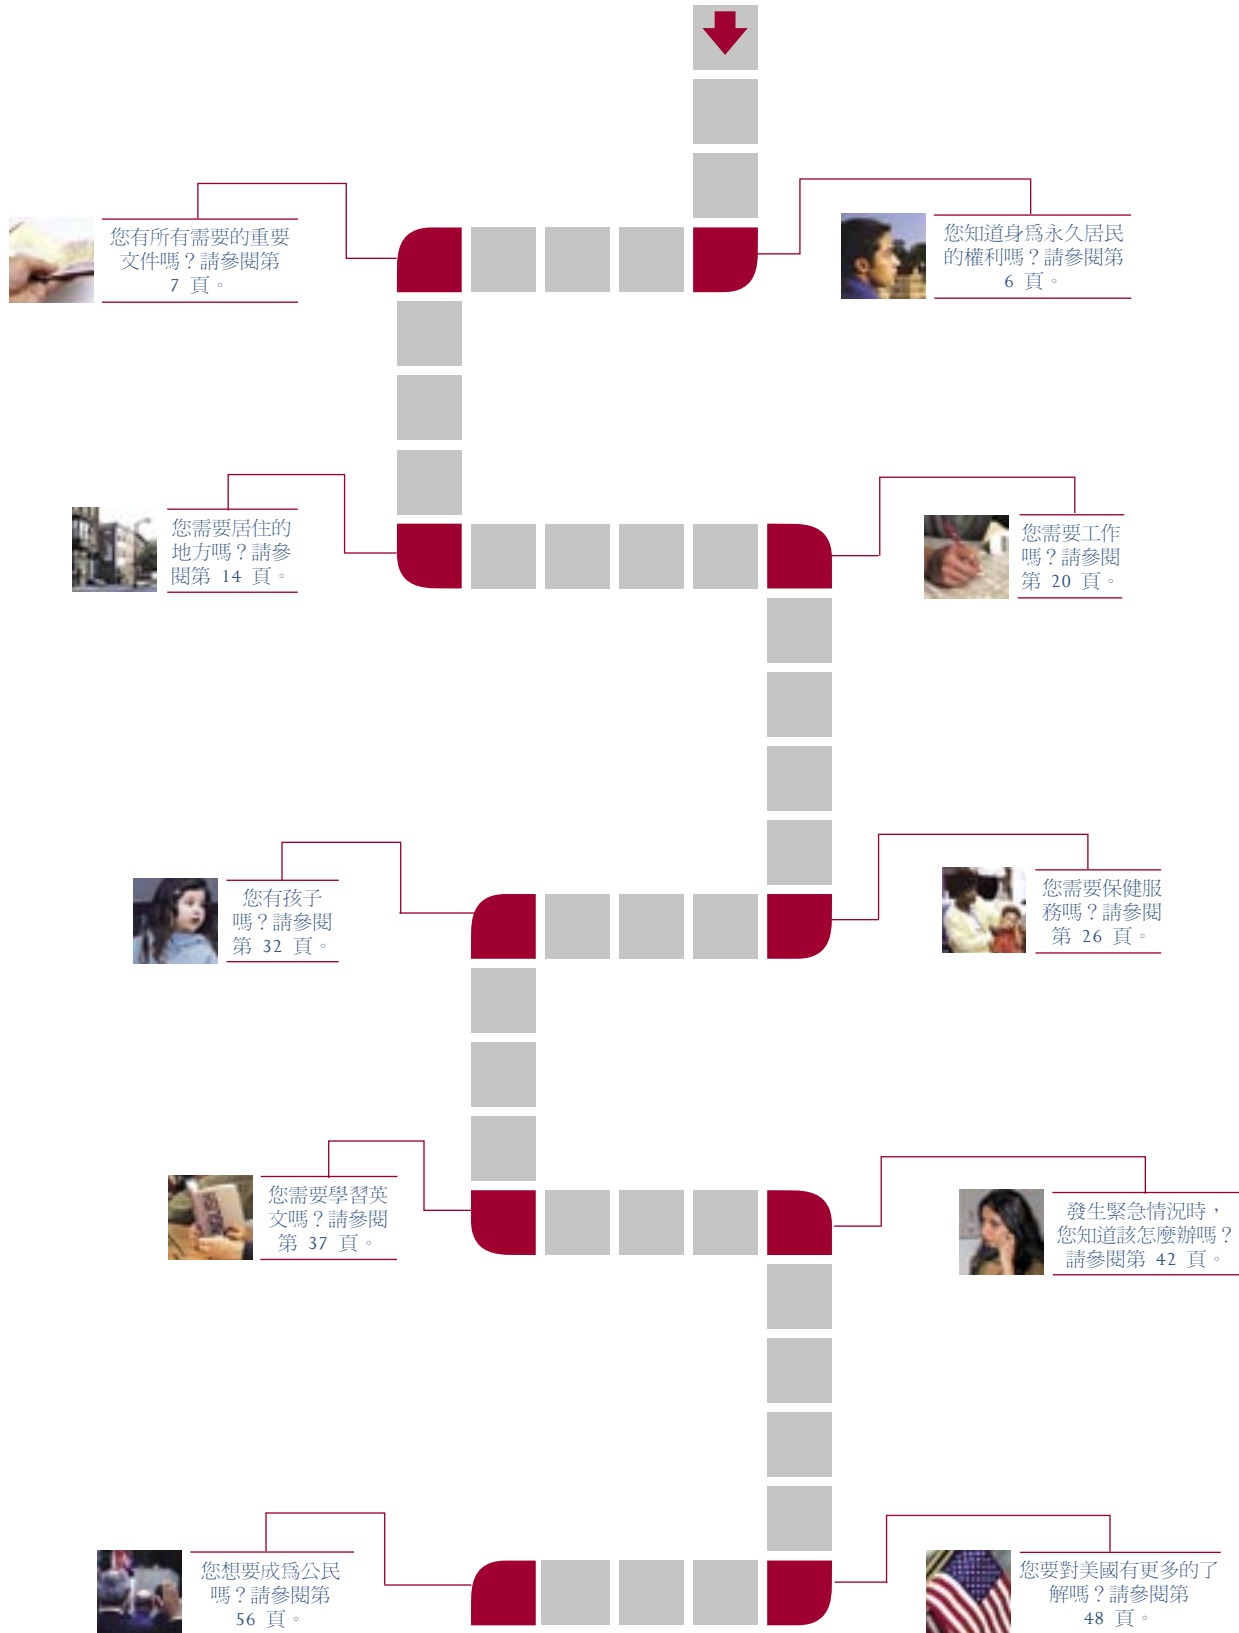 您知道身爲永久居民
的權利嗎？請參閱第
6 頁。
您有所有需要的重要
文件嗎？請參閱第
7 頁。
您需要居住的
地方嗎？請參
閱第 14 頁。
您需要工作
嗎？請參閱
第 20 頁。
您需要保健服
務嗎？請參閱
第 26 頁。
您有孩子
嗎？請參閱
第 32 頁。
您需要學習英
文嗎？請參閱
第 37 頁。
發生緊急情況時，
您知道該怎麼辦嗎？
請參閱第 42 頁。
您要對美國有更多的了
解嗎？請參閱第
48 頁。
您想要成爲公民
嗎？請參閱第
56 頁。